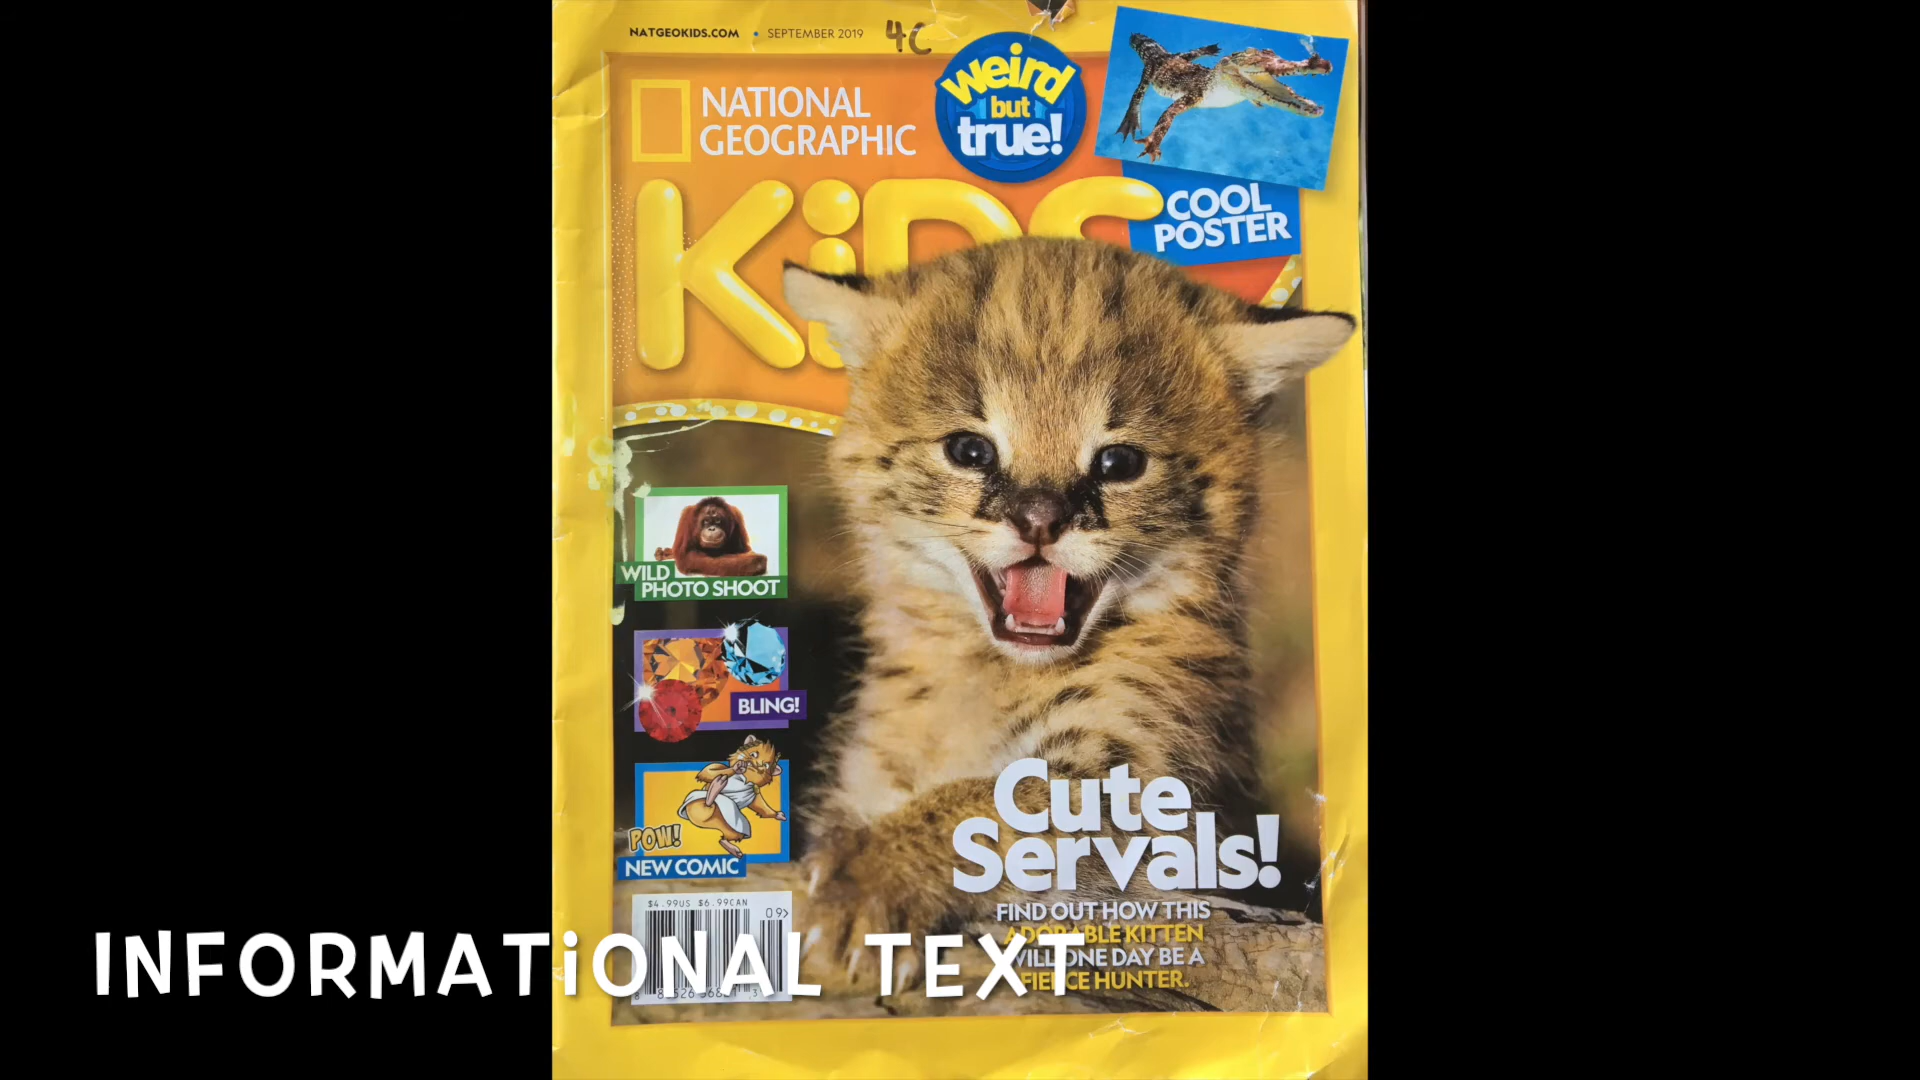 NATGEOKIDS.COM • SEPTEMBER 2019 4C
NATIONAL
GEOGRAPHIC
KiDS
weird
but
true!
COOL
POSTER
WILD
PHOTO SHOOT
BLING!
POW!
NEW COMIC
$4.99US $6.99CAN
09>
Cute
Servals!
FIND OUT HOW THIS
ADORABLE KITTEN
WILL ONE DAY BE A
FIERCE HUNTER.
INFORMATiONAL TEXT